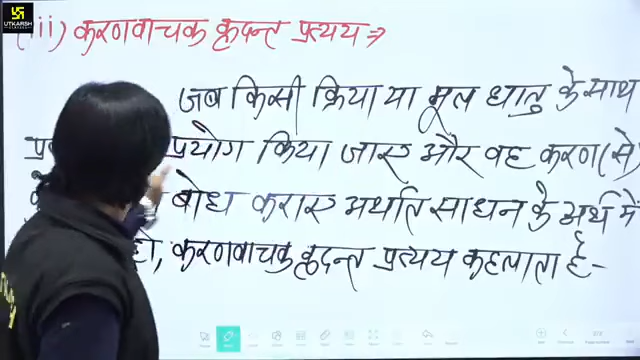 UTKARSH
(iii) करणवाचक कृदन्त प्रत्यय ⇒
जब किसी क्रिया या मूल धातु के साथ
प्रयोग किया जाए और वह करण (से)
बोध कराए अर्थात साधन के अर्थ में
हो, करणवाचक कृदन्त प्रत्यय कहलाता है-